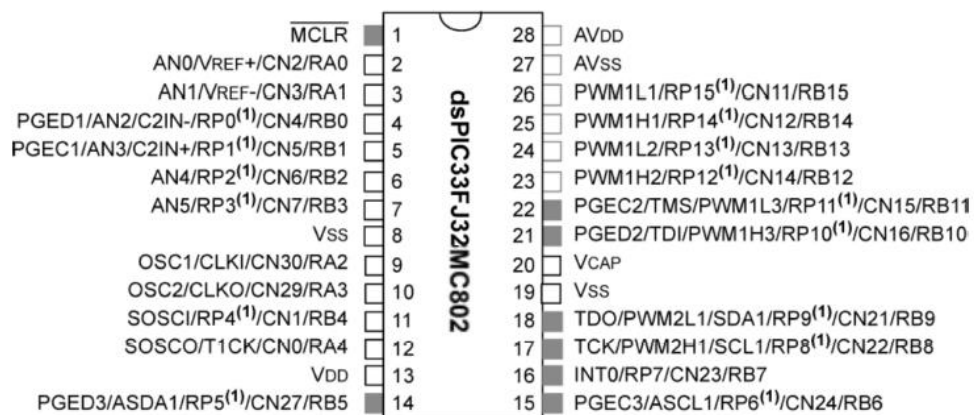 MCLR 1 28 AVDD
AN0/VREF+/CN2/RA0 2 27 AVSS
AN1/VREF-/CN3/RA1 3 26 PWM1L1/RP15(1)/CN11/RB15
PGED1/AN2/C2IN-/RP0(1)/CN4/RB0 4 25 PWM1H1/RP14(1)/CN12/RB14
PGEC1/AN3/C2IN+/RP1(1)/CN5/RB1 5 24 PWM1L2/RP13(1)/CN13/RB13
AN4/RP2(1)/CN6/RB2 6 23 PWM1H2/RP12(1)/CN14/RB12
AN5/RP3(1)/CN7/RB3 7 22 PGEC2/TMS/PWM1L3/RP11(1)/CN15/RB11
VSS 8 21 PGED2/TDI/PWM1H3/RP10(1)/CN16/RB10
OSC1/CLKI/CN30/RA2 9 20 VCAP
OSC2/CLKO/CN29/RA3 10 19 VSS
SOSCI/RP4(1)/CN1/RB4 11 18 TDO/PWM2L1/SDA1/RP9(1)/CN21/RB9
SOSCO/T1CK/CN0/RA4 12 17 TCK/PWM2H1/SCL1/RP8(1)/CN22/RB8
VDD 13 16 INT0/RP7/CN23/RB7
PGED3/ASDA1/RP5(1)/CN27/RB5 14 15 PGEC3/ASCL1/RP6(1)/CN24/RB6
dsPIC33FJ32MC802